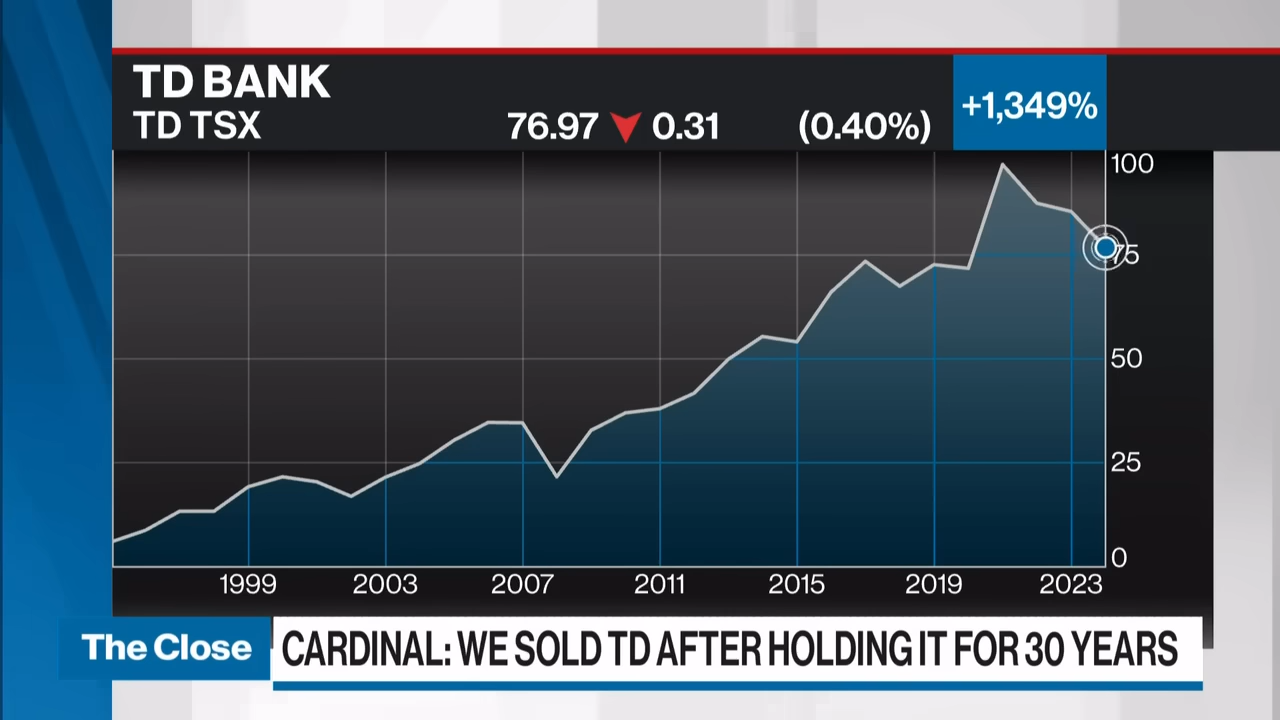 TD BANK
TD TSX 76.97 0.31 (0.40%) +1,349%
100
75
50
25
0
1999 2003 2007 2011 2015 2019 2023
The Close CARDINAL: WE SOLD TD AFTER HOLDING IT FOR 30 YEARS